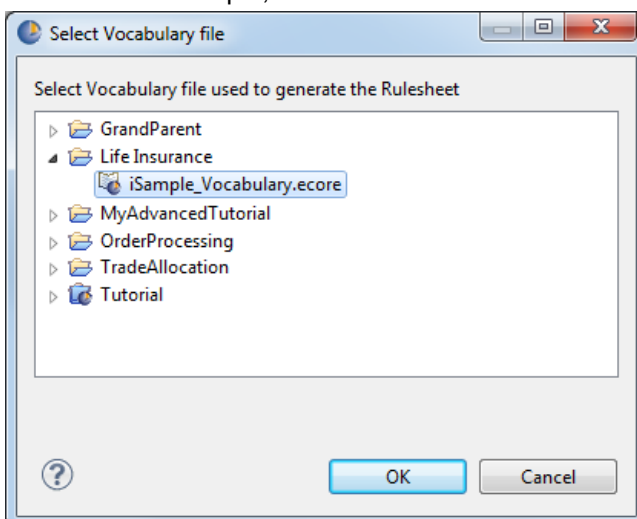 Select Vocabulary file
X
Select Vocabulary file used to generate the Rulesheet
GrandParent
Life Insurance
iSample_Vocabulary.ecore
MyAdvancedTutorial
OrderProcessing
TradeAllocation
Tutorial
?
OK
Cancel